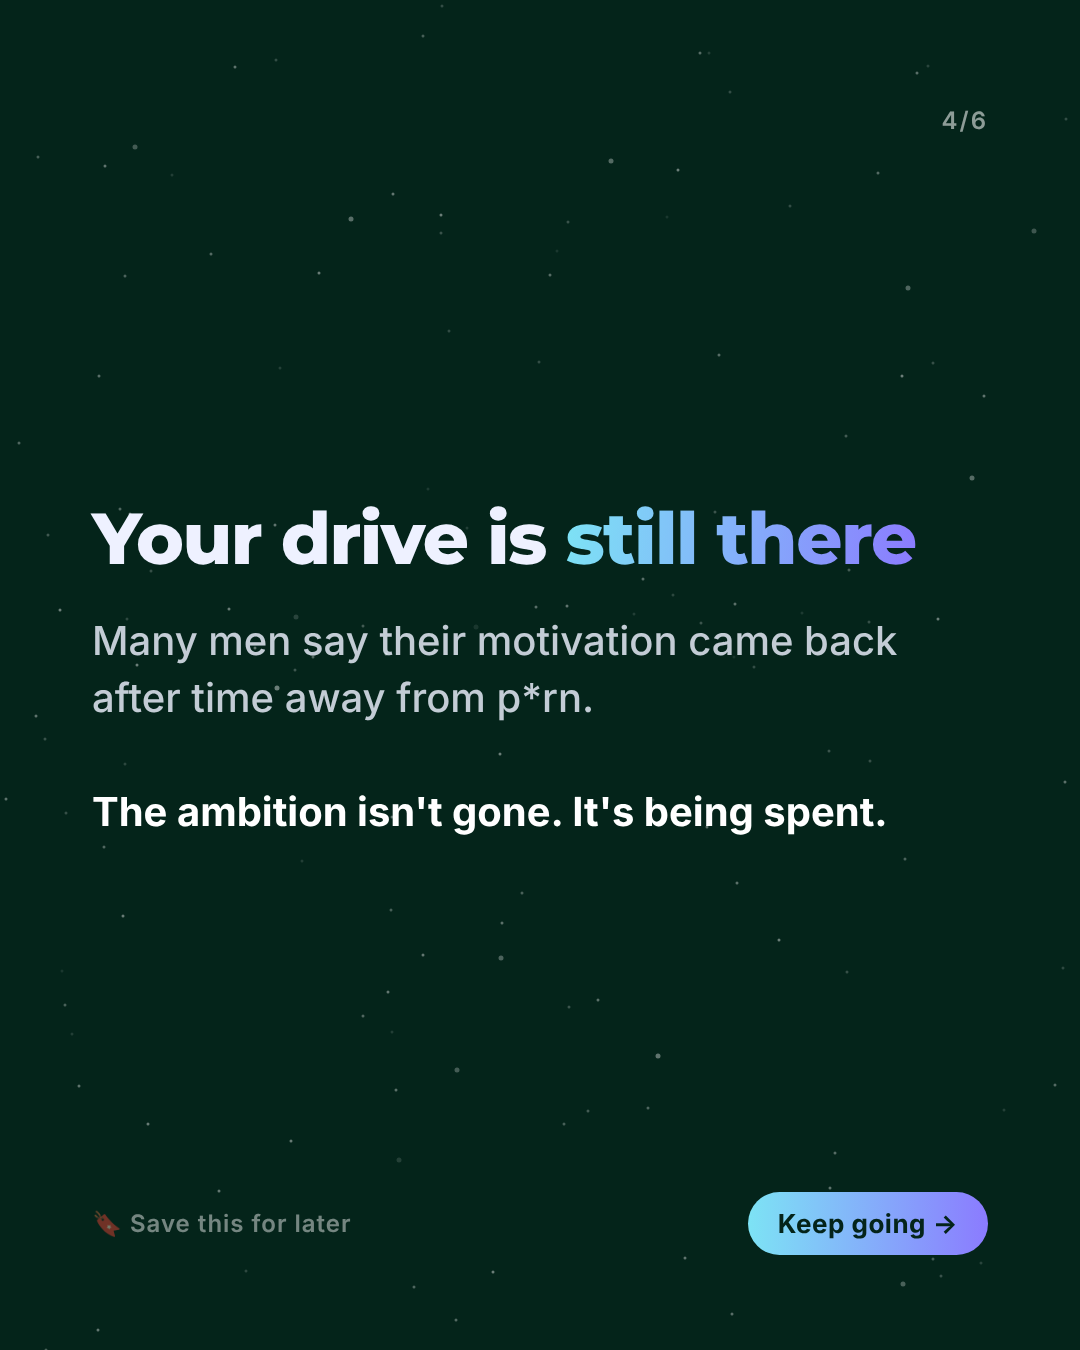 4/6
Your drive is still there
Many men say their motivation came back
after time away from p*rn.
The ambition isn't gone. It's being spent.
🔖 Save this for later
Keep going →